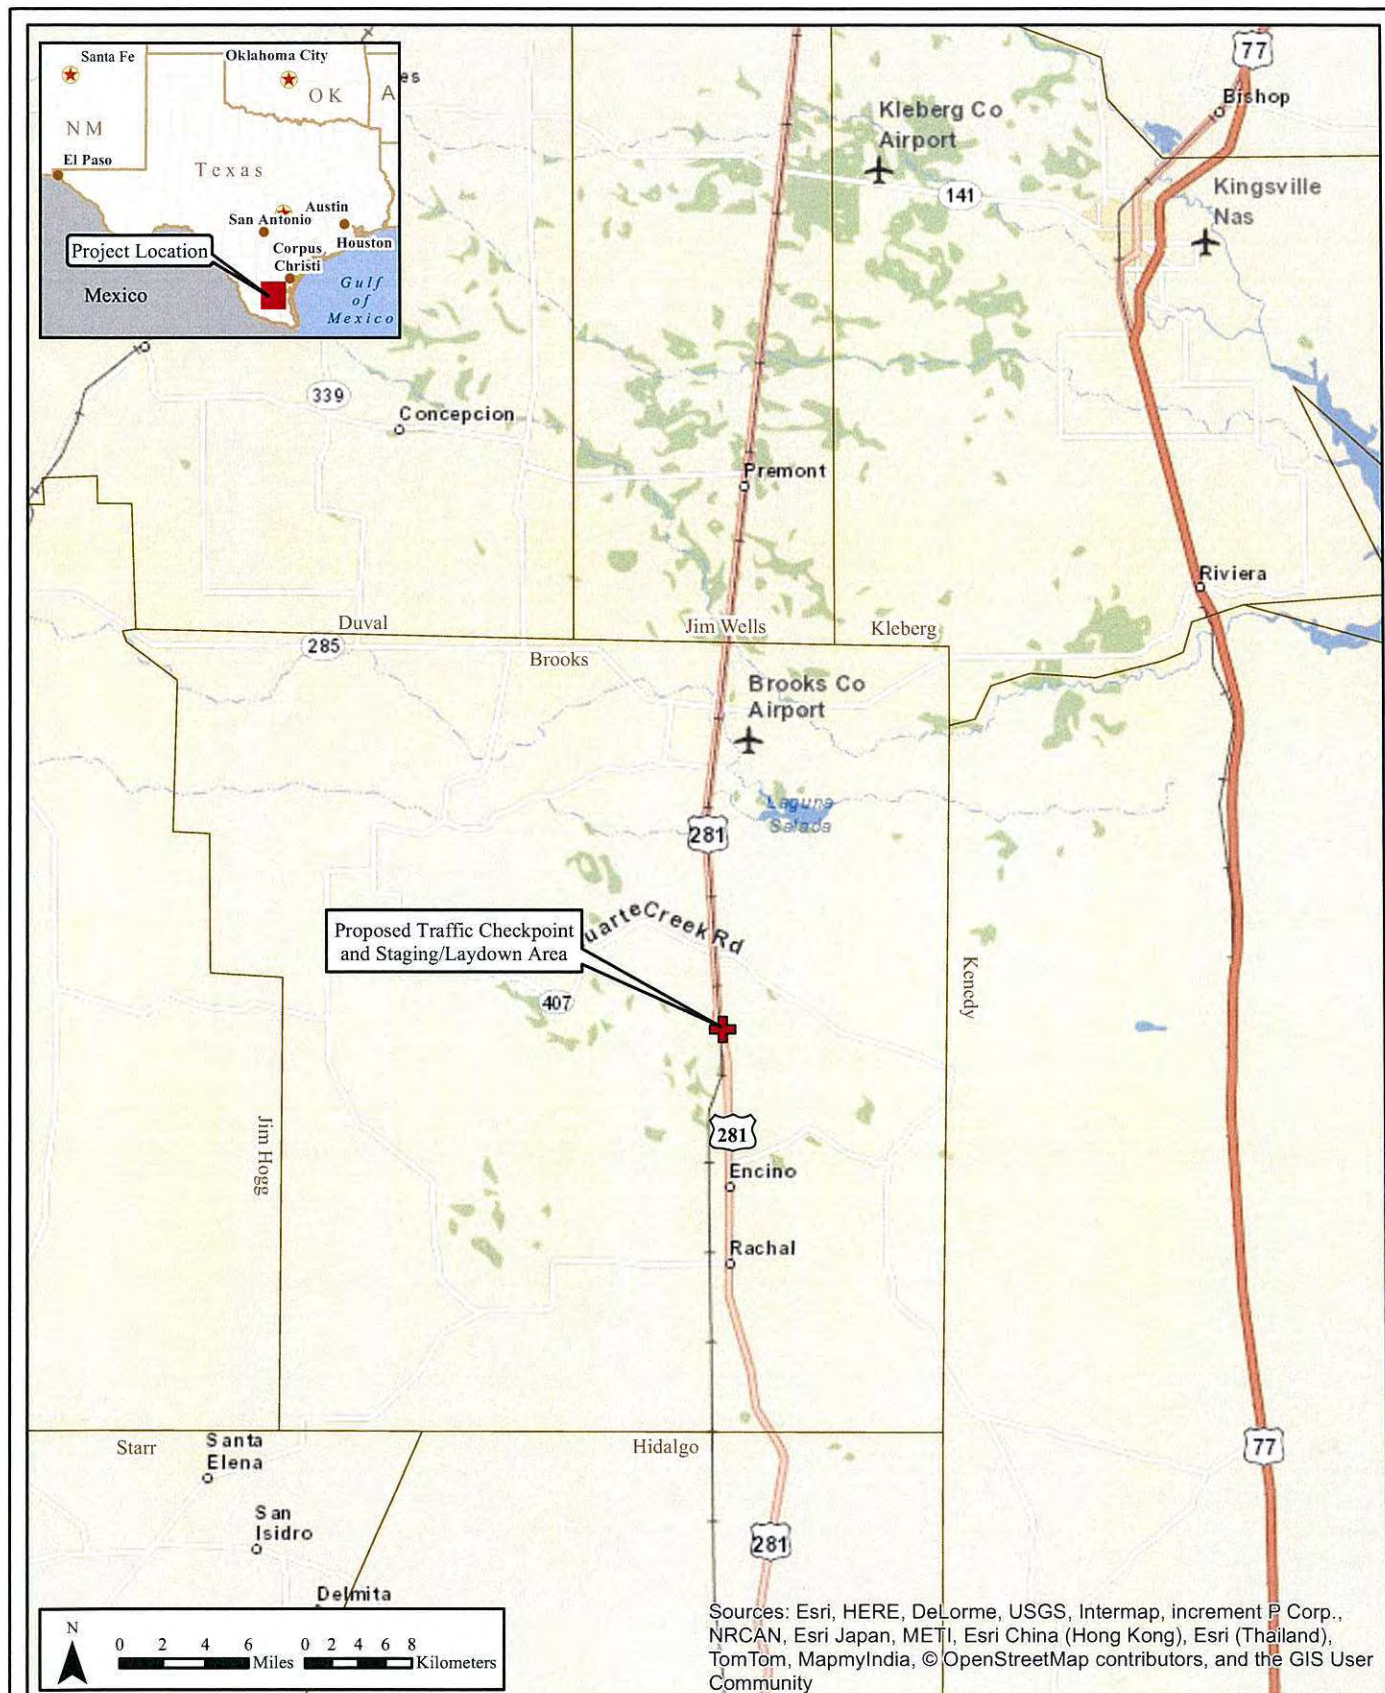 Santa Fe
Oklahoma City
es
OK
A
NM
El Paso
Texas
Austin
San Antonio
Houston
Corpus
Christi
Project Location
Mexico
Gulf
of
Mexico
77
Bishop
Kleberg Co
Airport
141
Kingsville
Nas
339
Concepcion
Premont
Riviera
Duval
Jim Wells
Kleberg
285
Brooks
Brooks Co
Airport
Laguna
Salada
281
Proposed Traffic Checkpoint
and Staging/Laydown Area
uarteCreekRd
407
Kenedy
Jim Hogg
281
Encino
Rachal
Starr
Santa
Elena
Hidalgo
77
San
Isidro
281
Delmita
N
0 2 4 6
Miles
0 2 4 6 8
Kilometers
Sources: Esri, HERE, DeLorme, USGS, Intermap, increment P Corp.,
NRCAN, Esri Japan, METI, Esri China (Hong Kong), Esri (Thailand),
TomTom, MapmyIndia, © OpenStreetMap contributors, and the GIS User
Community